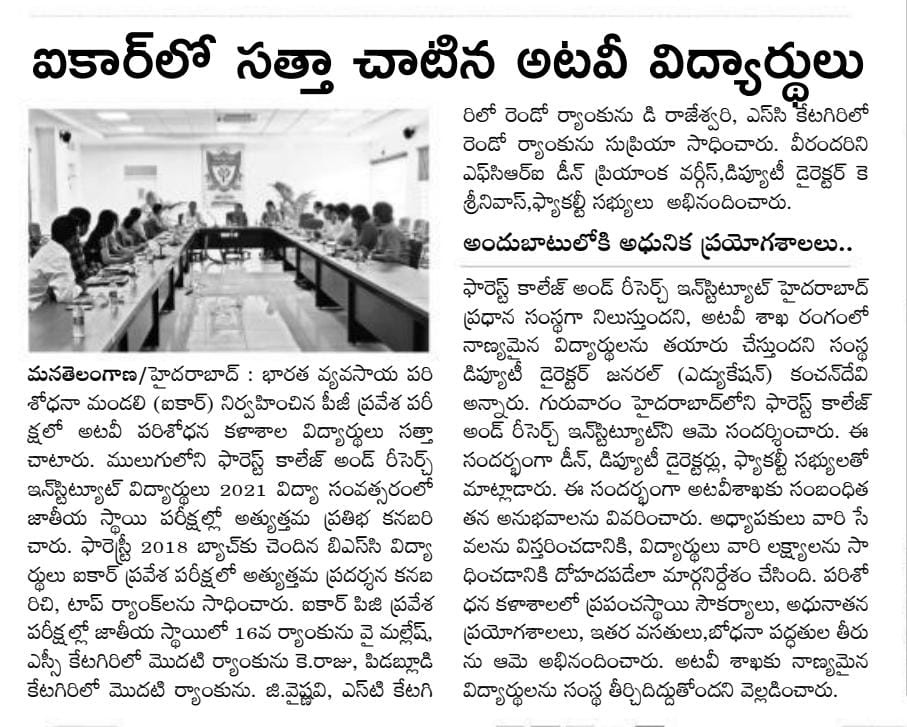 ఐకార్‌లో సత్తా చాటిన అటవీ విద్యార్థులు
మనతెలంగాణ/హైదరాబాద్ : భారత వ్యవసాయ పరి
శోధనా మండలి (ఐకార్) నిర్వహించిన పీజీ ప్రవేశ పరీ
క్షలో అటవీ పరిశోధన కళాశాల విద్యార్థులు సత్తా
చాటారు. ములుగులోని ఫారెస్ట్ కాలేజ్ అండ్ రీసెర్చ్
ఇన్‌స్టిట్యూట్ విద్యార్థులు 2021 విద్యా సంవత్సరంలో
జాతీయ స్థాయి పరీక్షల్లో అత్యుత్తమ ప్రతిభ కనబరి
చారు. ఫారెస్ట్రీ 2018 బ్యాచ్‌కు చెందిన బిఎస్‌సి విద్యా
ర్థులు ఐకార్ ప్రవేశ పరీక్షలో అత్యుత్తమ ప్రదర్శన కనబ
రిచి, టాప్ ర్యాంక్‌లను సాధించారు. ఐకార్ పిజి ప్రవేశ
పరీక్షల్లో జాతీయ స్థాయిలో 16వ ర్యాంకును వై మల్లేష్,
ఎస్సీ కేటగిరిలో మొదటి ర్యాంకును కె.రాజు, పిడబ్లూడి
కేటగిరిలో మొదటి ర్యాంకును. జి.వైష్ణవి, ఎస్‌టి కేటగి
రిలో రెండో ర్యాంకును డి రాజేశ్వరి, ఎస్‌సి కేటగిరిలో
రెండో ర్యాంకును సుప్రియా సాధించారు. వీరందరిని
ఎఫ్‌సిఆర్ఐ డీన్ ప్రియాంక వర్గీస్,డిప్యూటీ డైరెక్టర్ కె
శ్రీనివాస్,ఫ్యాకల్టీ సభ్యులు అభినందించారు.
అందుబాటులోకి అధునిక ప్రయోగశాలలు..
ఫారెస్ట్ కాలేజ్ అండ్ రీసెర్చ్ ఇన్‌స్టిట్యూట్ హైదరాబాద్
ప్రధాన సంస్థగా నిలుస్తుందని, అటవీ శాఖ రంగంలో
నాణ్యమైన విద్యార్థులను తయారు చేస్తుందని సంస్థ
డిప్యూటీ డైరెక్టర్ జనరల్ (ఎడ్యుకేషన్) కంచన్‌దేవి
అన్నారు. గురువారం హైదరాబాద్‌లోని ఫారెస్ట్ కాలేజ్
అండ్ రీసెర్చ్ ఇన్‌స్టిట్యూట్‌ని ఆమె సందర్శించారు. ఈ
సందర్భంగా డీన్, డిప్యూటీ డైరెక్టర్లు, ఫ్యాకల్టీ సభ్యులతో
మాట్లాడారు. ఈ సందర్భంగా అటవీశాఖకు సంబంధిత
తన అనుభవాలను వివరించారు. అధ్యాపకులు వారి సే
వలను విస్తరించడానికి, విద్యార్థులు వారి లక్ష్యాలను సా
ధించడానికి దోహదపడేలా మార్గనిర్దేశం చేసింది. పరిశో
ధన కళాశాలలో ప్రపంచస్థాయి సౌకర్యాలు, అధునాతన
ప్రయోగశాలలు, ఇతర వసతులు,బోధనా పద్ధతుల తీరు
ను ఆమె అభినందించారు. అటవీ శాఖకు నాణ్యమైన
విద్యార్థులను సంస్థ తీర్చిదిద్దుతోందని వెల్లడించారు.